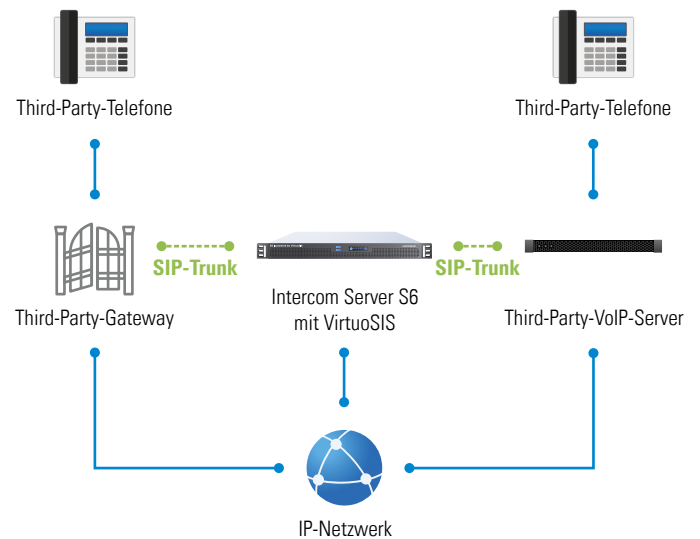 Third-Party-Telefone
Third-Party-Telefone
SIP-Trunk
SIP-Trunk
Third-Party-Gateway
Intercom Server S6
mit VirtuoSIS
Third-Party-VoIP-Server
IP-Netzwerk